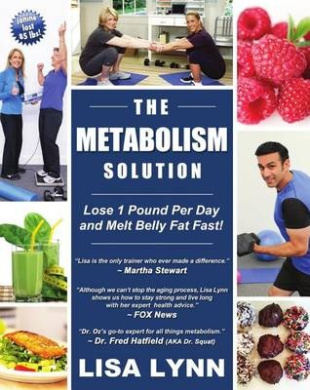 Janine
lost
85 lbs!
THE
METABOLISM
SOLUTION
Lose 1 Pound Per Day
and Melt Belly Fat Fast!
"Lisa is the only trainer who ever made a difference."
~ Martha Stewart
"Although we can't stop the aging process, Lisa Lynn
shows us how to stay strong and live long
with her expert health advice."
~ FOX News
"Dr. Oz's go-to expert for all things metabolism."
~ Dr. Fred Hatfield (AKA Dr. Squat)
LISA LYNN